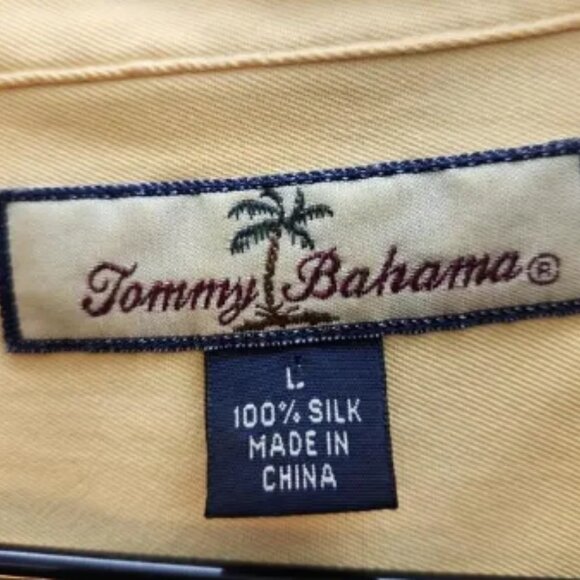 Tommy Bahama®
L
100% SILK
MADE IN
CHINA